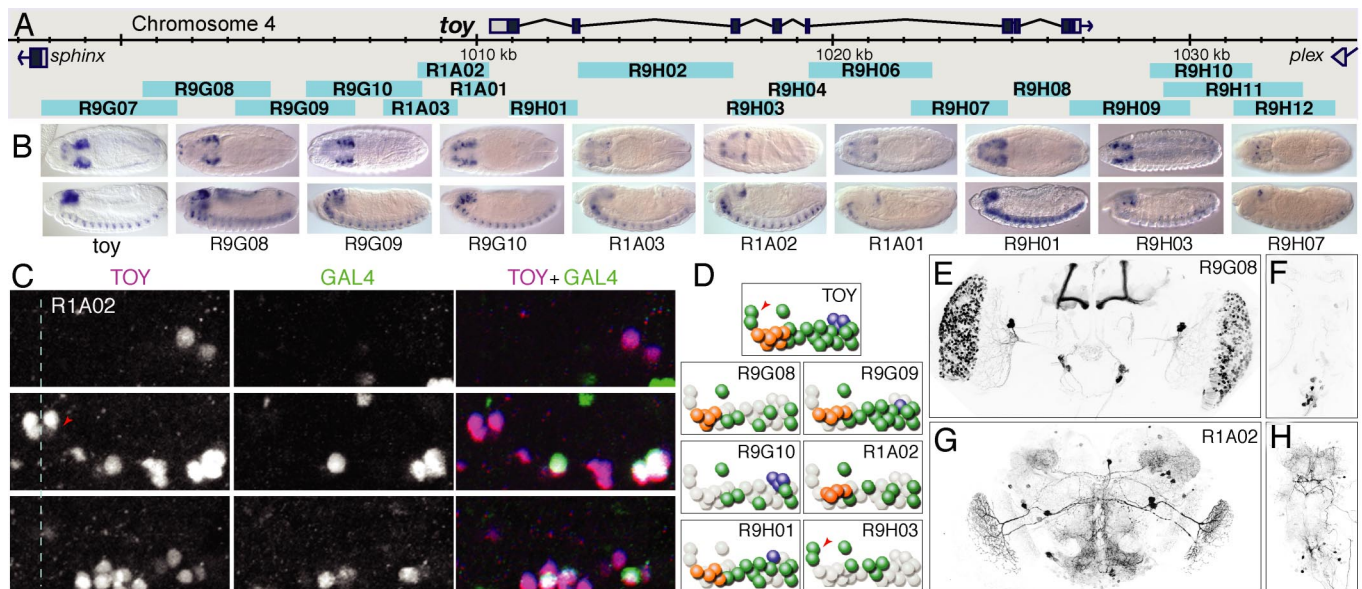 A Chromosome 4 toy
sphinx 1010 kb 1020 kb 1030 kb plex
R1A02 R9H02 R9H06 R9H10
R9G08 R9G10 R1A01 R9H04 R9H08 R9H11
R9G07 R9G09 R1A03 R9H01 R9H03 R9H07 R9H09 R9H12
B
toy R9G08 R9G09 R9G10 R1A03 R1A02 R1A01 R9H01 R9H03 R9H07
C TOY GAL4 TOY + GAL4
R1A02
D
TOY
R9G08 R9G09
R9G10 R1A02
R9H01 R9H03
E R9G08 F
G R1A02 H